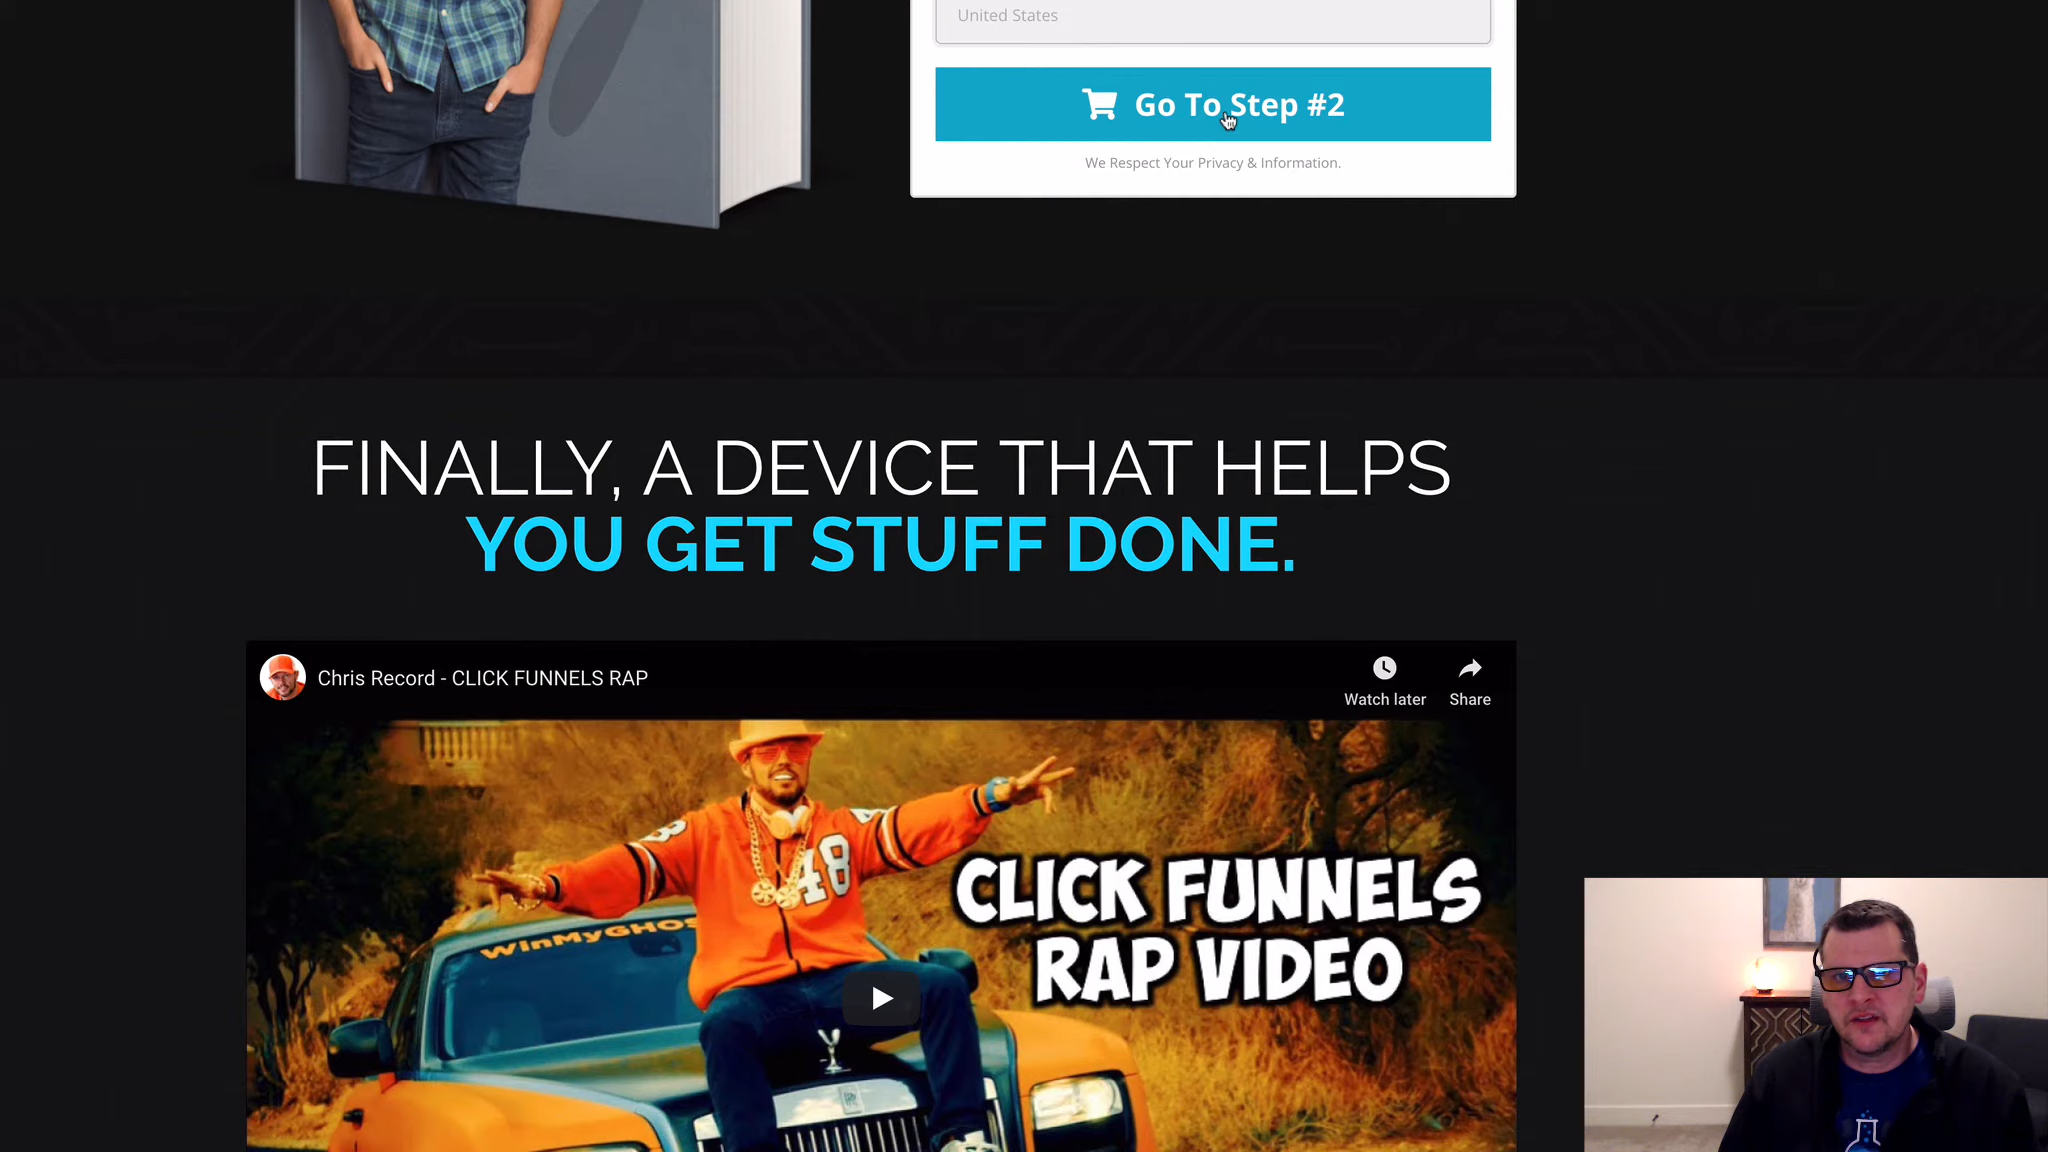 United States
Go To Step #2
We Respect Your Privacy & Information.
FINALLY, A DEVICE THAT HELPS
YOU GET STUFF DONE.
Chris Record - CLICK FUNNELS RAP
Watch later
Share
48
CLICK FUNNELS
RAP VIDEO